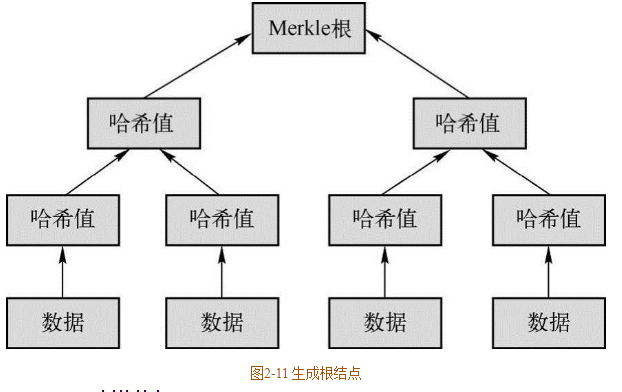 Merkle根
哈希值 哈希值
哈希值 哈希值 哈希值 哈希值
数据 数据 数据 数据
图2-11 生成根结点